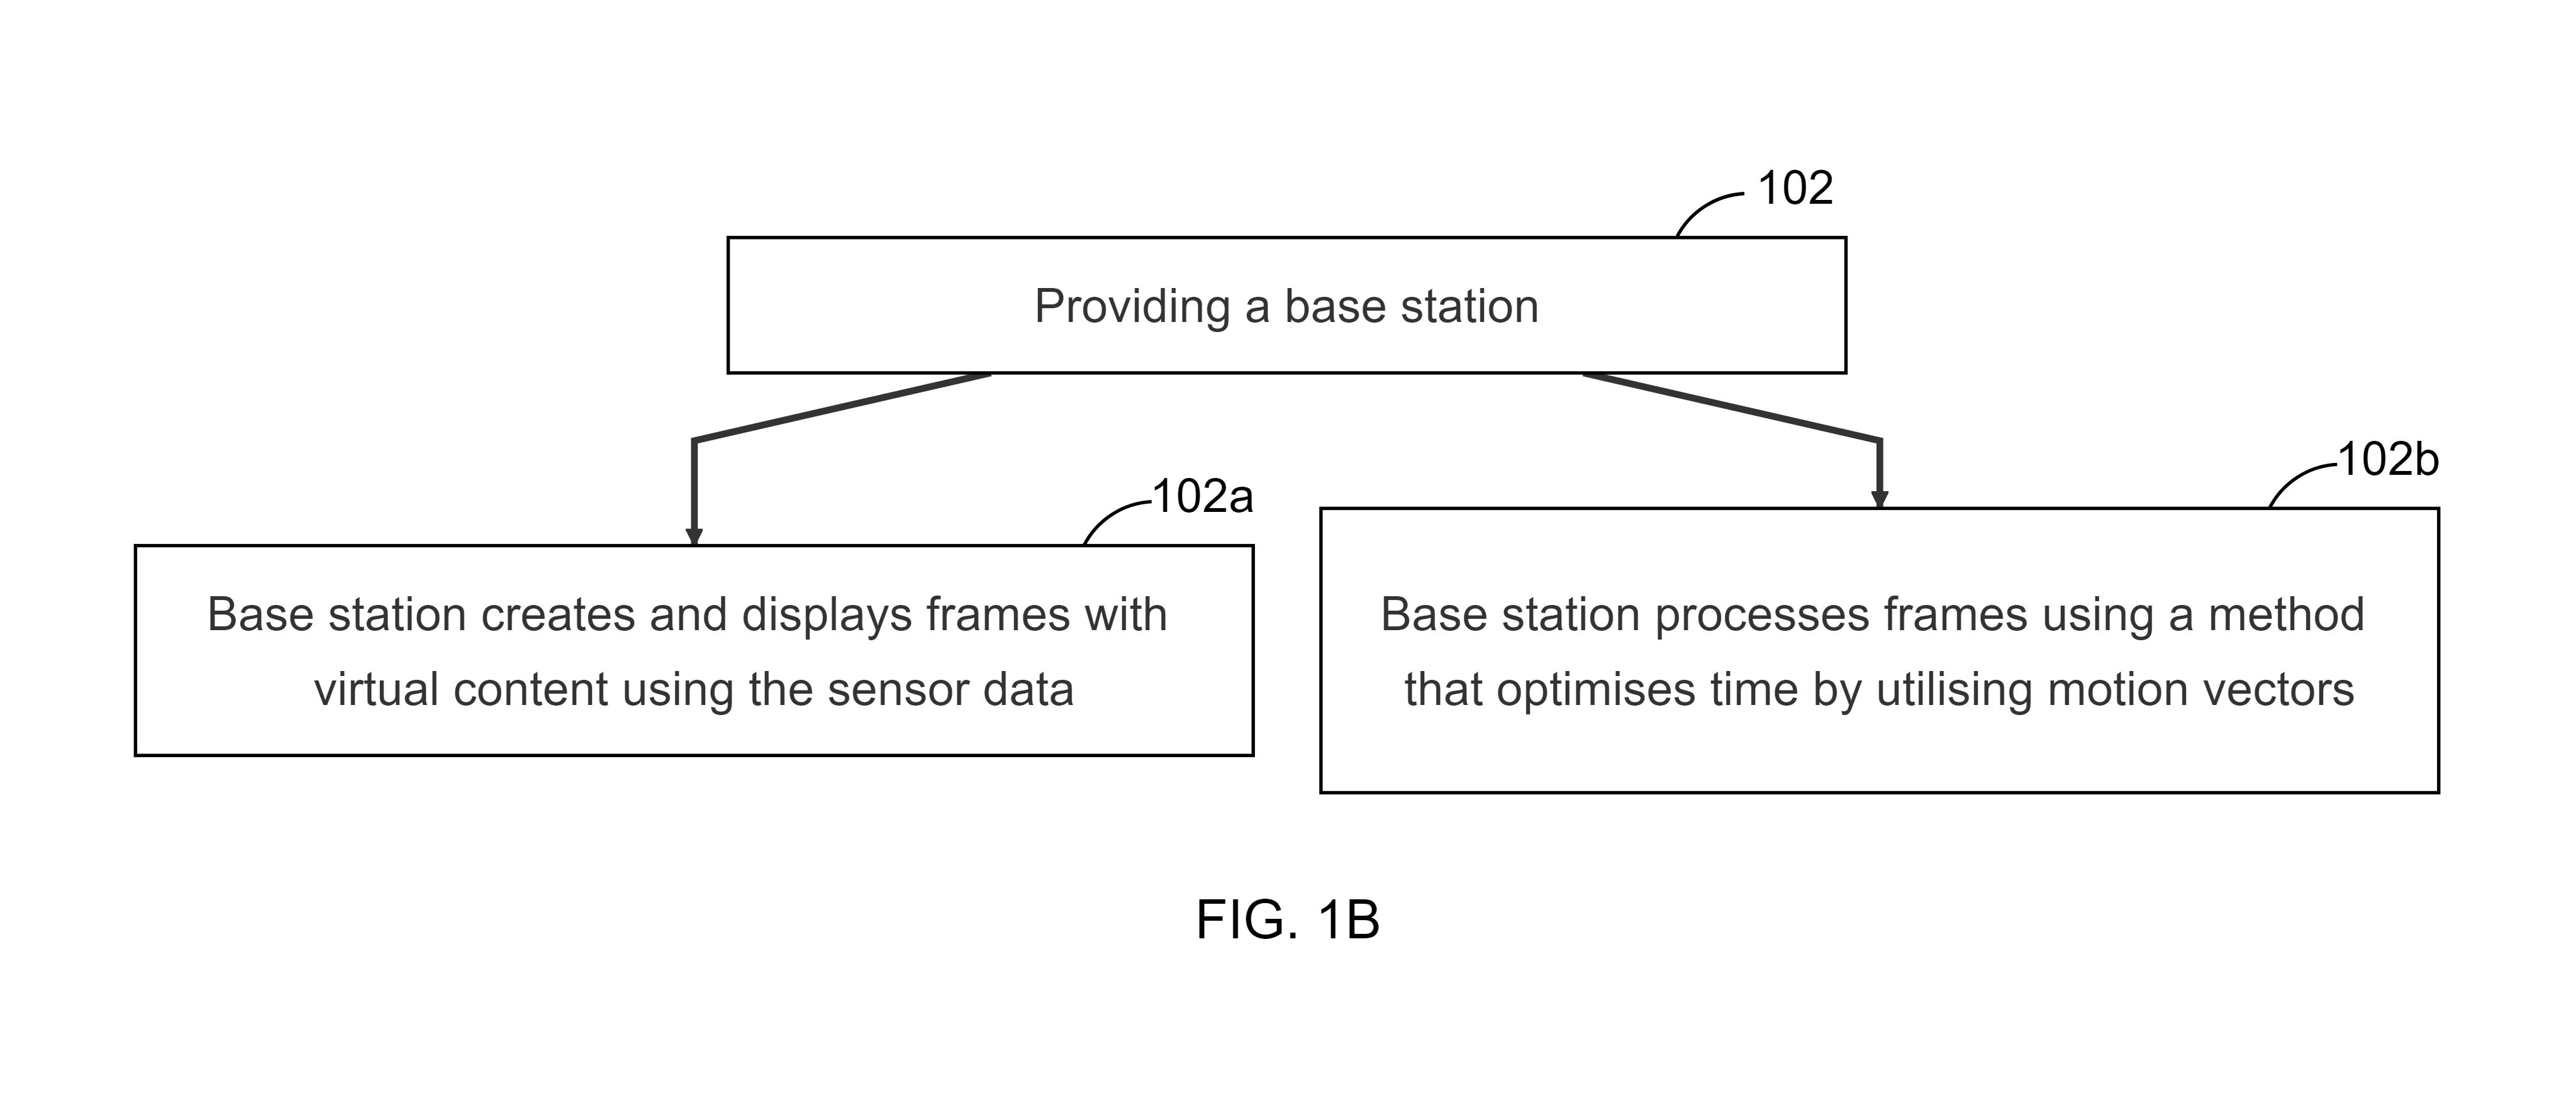 102
Providing a base station
102a
Base station creates and displays frames with
virtual content using the sensor data
102b
Base station processes frames using a method
that optimises time by utilising motion vectors
FIG. 1B